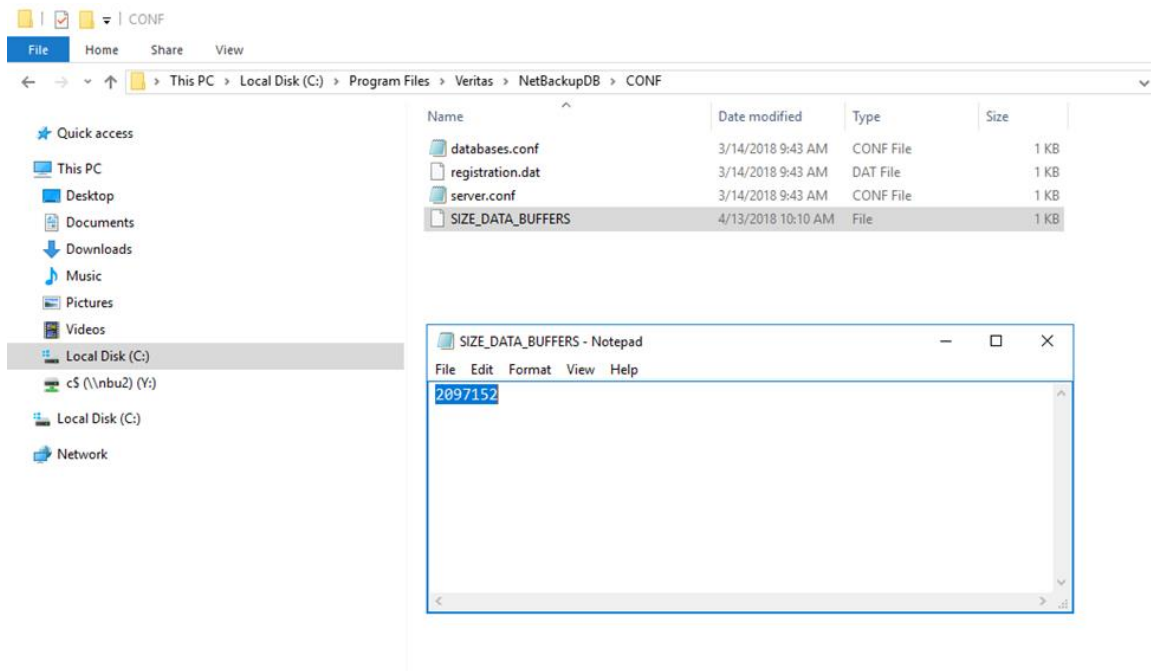 CONF
File Home Share View
This PC > Local Disk (C:) > Program Files > Veritas > NetBackupDB > CONF
Name Date modified Type Size
Quick access
databases.conf 3/14/2018 9:43 AM CONF File 1 KB
This PC
registration.dat 3/14/2018 9:43 AM DAT File 1 KB
Desktop
server.conf 3/14/2018 9:43 AM CONF File 1 KB
Documents
SIZE_DATA_BUFFERS 4/13/2018 10:10 AM File 1 KB
Downloads
Music
Pictures
Videos
Local Disk (C:)
c$ (\\nbu2) (Y:)
Local Disk (C:)
Network
SIZE_DATA_BUFFERS - Notepad
File Edit Format View Help
2097152